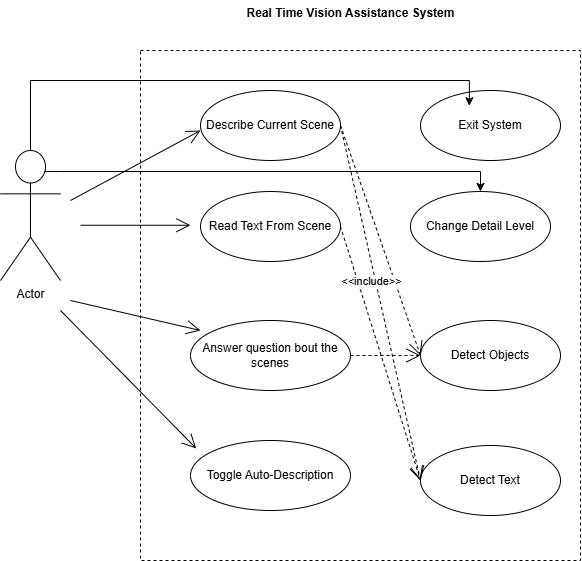 Real Time Vision Assistance System
Describe Current Scene
Exit System
Read Text From Scene
Change Detail Level
<<include>>
Actor
Answer question bout the
scenes
Detect Objects
Toggle Auto-Description
Detect Text